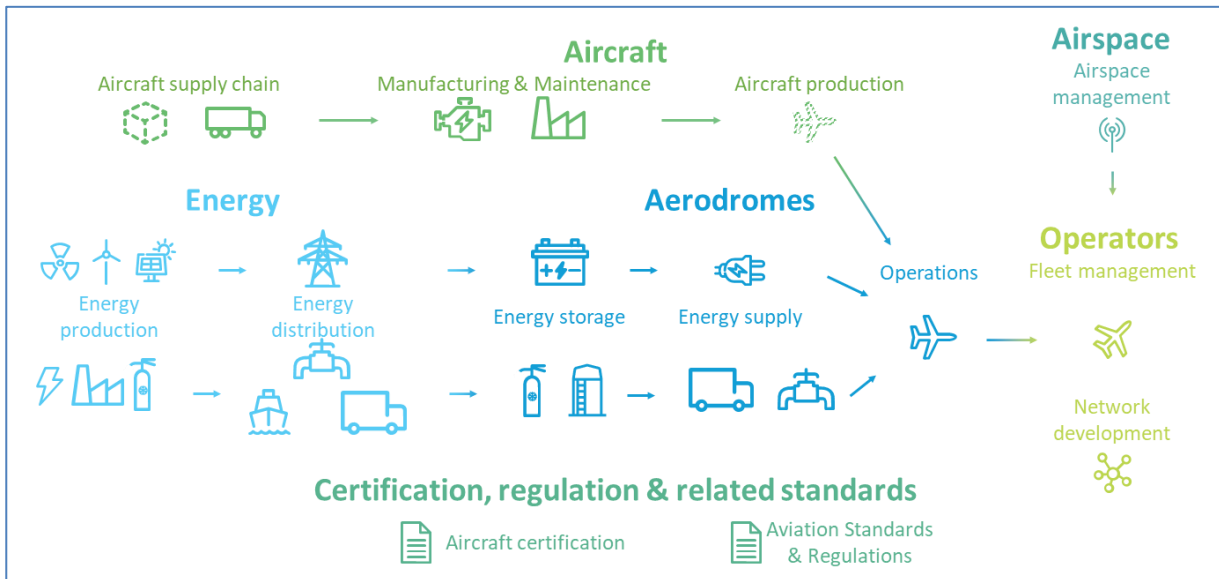 Aircraft
Aircraft supply chain
Manufacturing & Maintenance
Aircraft production
Airspace
Airspace
management
Energy
Aerodromes
Operators
Fleet management
Energy
production
Energy
distribution
Energy storage
Energy supply
Operations
Network
development
Certification, regulation & related standards
Aircraft certification
Aviation Standards
& Regulations